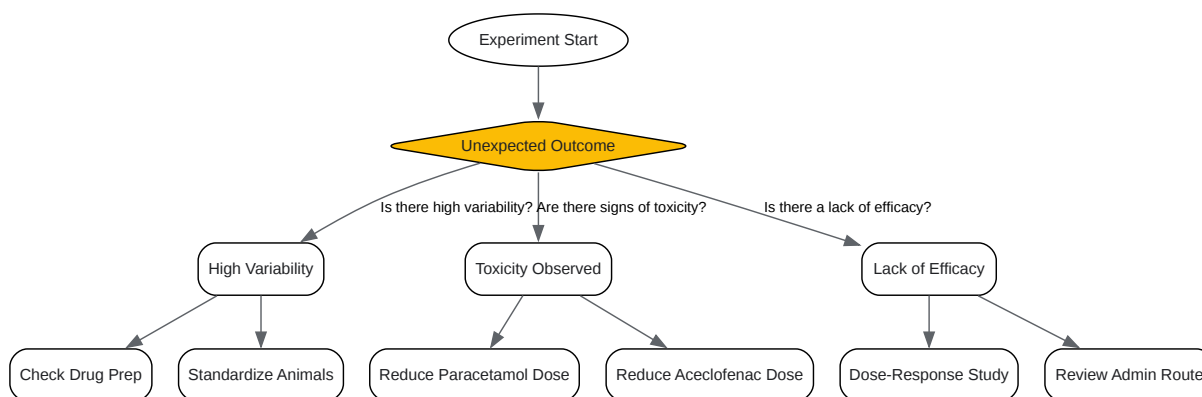 Experiment Start
Unexpected Outcome
Is there high variability?
Are there signs of toxicity?
Is there a lack of efficacy?
High Variability
Toxicity Observed
Lack of Efficacy
Check Drug Prep
Standardize Animals
Reduce Paracetamol Dose
Reduce Aceclofenac Dose
Dose-Response Study
Review Admin Route